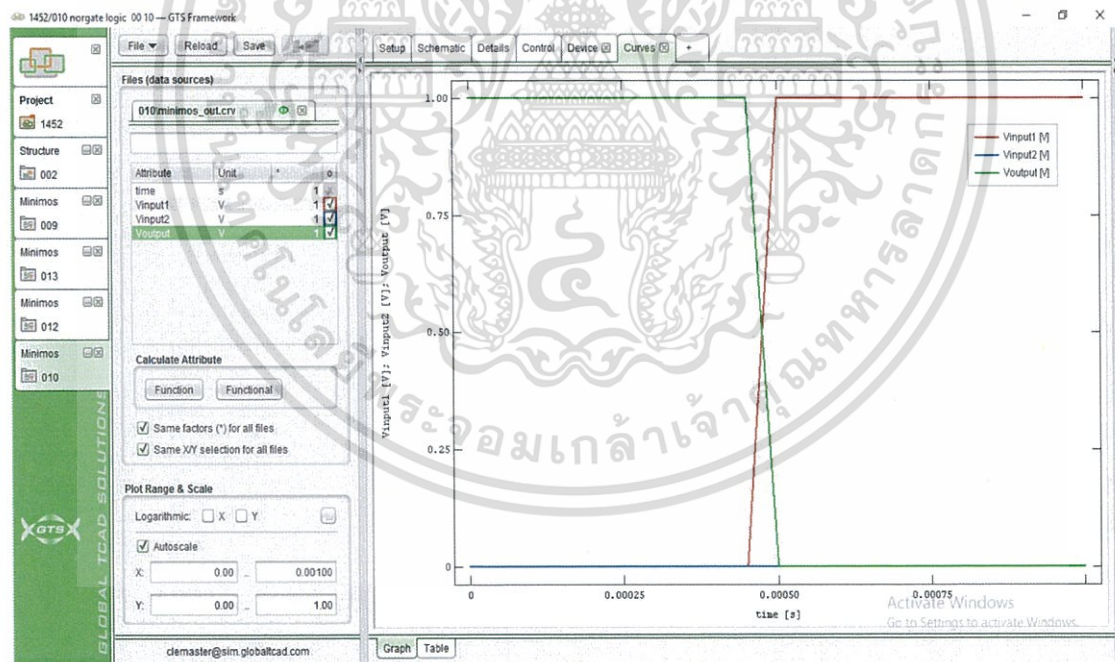 1452/010 norgate logic 00 10 — GTS Framework
File ▾ Reload Save
Setup Schematic Details Control Device Curves +
Project
1452
Structure
002
Minimos
009
Minimos
013
Minimos
012
Minimos
010
GLOBAL TCAD SOLUTIONS
GTS
Files (data sources)
010\minimos_out.crv
Attribute Unit * o
time s 1
Vinput1 V 1
Vinput2 V 1
Voutput V 1
Calculate Attribute
Function Functional
Same factors (*) for all files
Same X/Y selection for all files
Plot Range & Scale
Logarithmic: X Y
Autoscale
X: 0.00 .. 0.00100
Y: 0.00 .. 1.00
clemaster@sim.globaltcad.com
Vinput1 [V]; Vinput2 [V]; Voutput [V]
1.00
0.75
0.50
0.25
0
0 0.00025 0.00050 0.00075
time [s]
Vinput1 [V]
Vinput2 [V]
Voutput [V]
Activate Windows
Go to Settings to activate Windows.
Graph Table